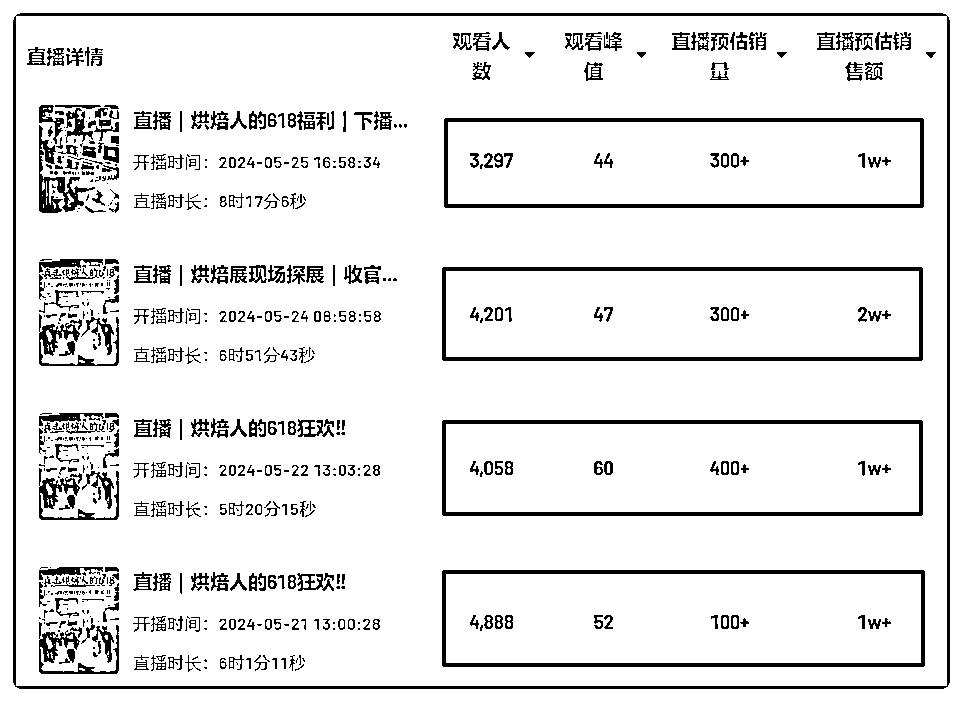 直播详情 观看人数 观看峰值 直播预估销量 直播预估销售额
直播｜烘焙人的618福利｜下播...
开播时间：2024-05-25 16:58:34
直播时长：8时17分6秒
3,297 44 300+ 1w+
直播｜烘焙展现场探展｜收官...
开播时间：2024-05-24 08:58:58
直播时长：6时51分43秒
4,201 47 300+ 2w+
直播｜烘焙人的618狂欢!!
开播时间：2024-05-22 13:03:28
直播时长：5时20分15秒
4,058 60 400+ 1w+
直播｜烘焙人的618狂欢!!
开播时间：2024-05-21 13:00:28
直播时长：6时1分11秒
4,888 52 100+ 1w+